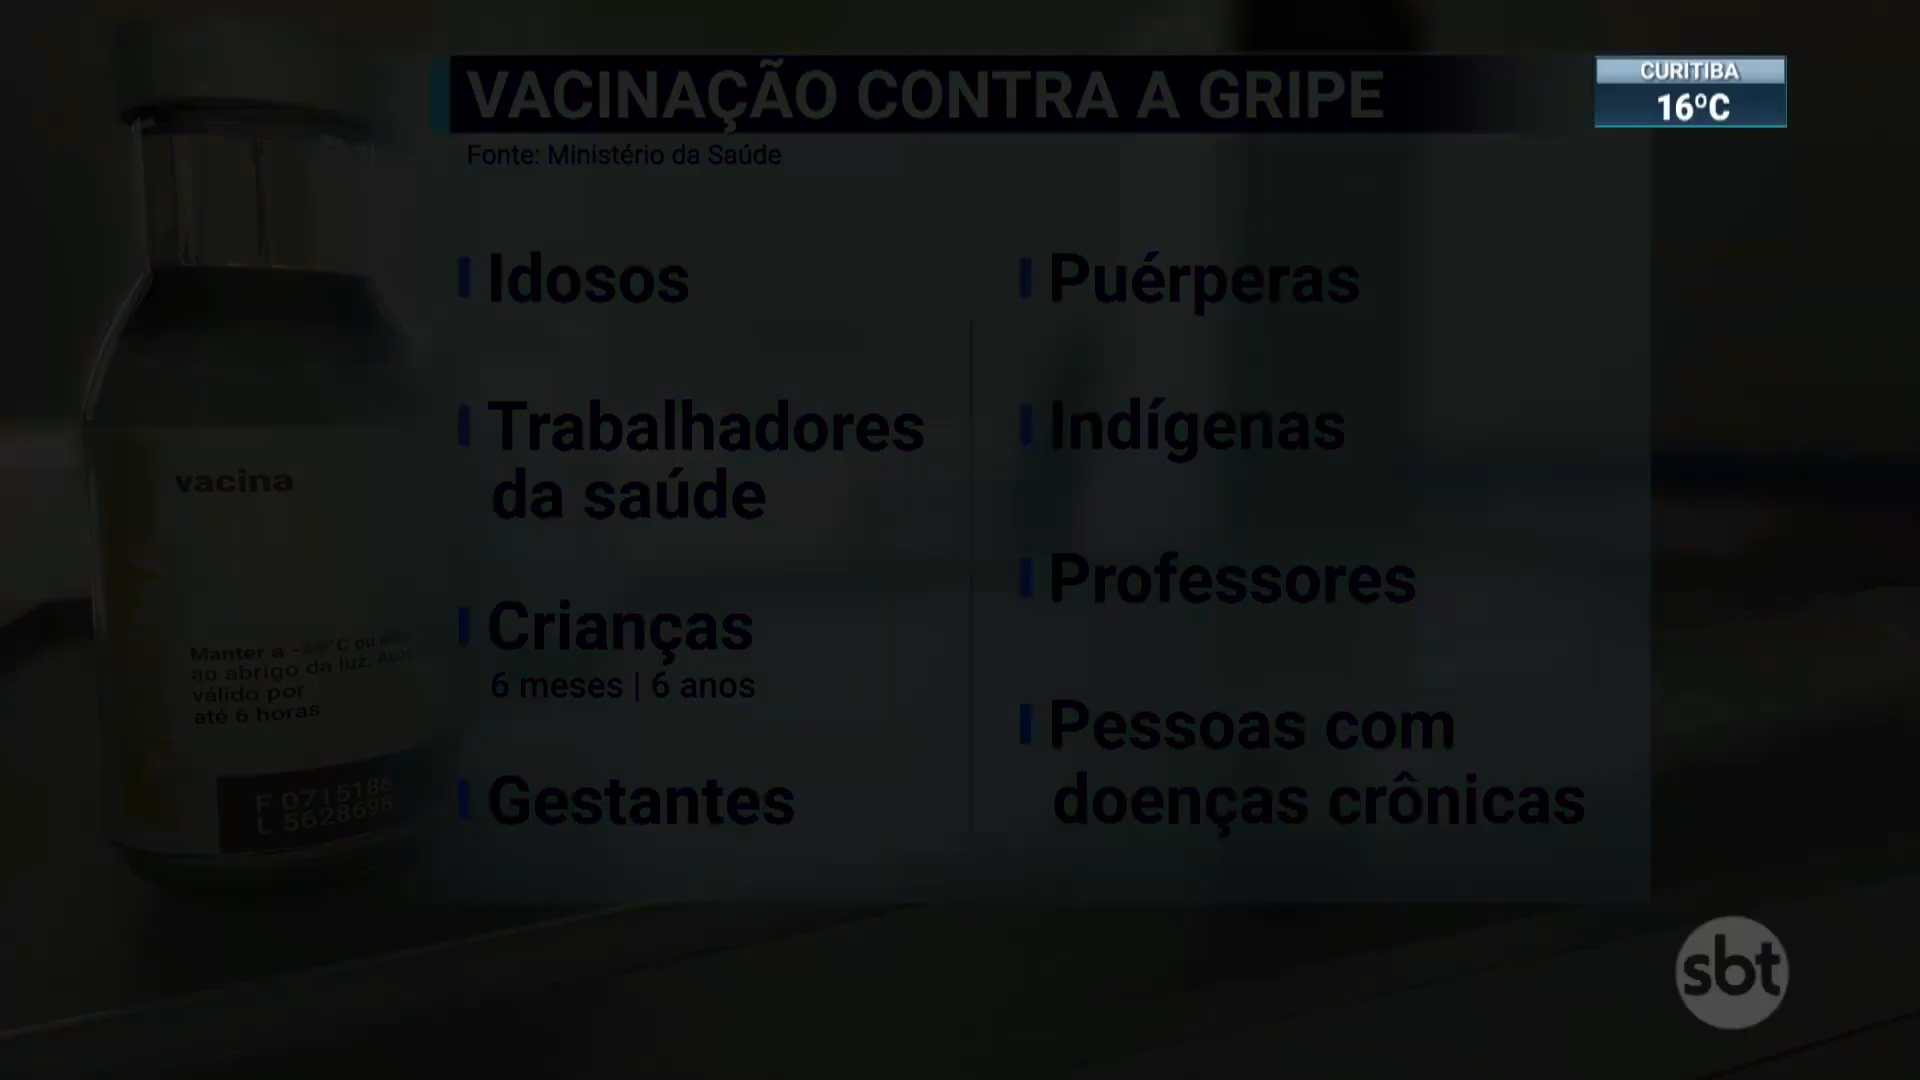 VACINAÇÃO CONTRA A GRIPE
Fonte: Ministério da Saúde
CURITIBA
16ºC
Idosos
Trabalhadores
da saúde
Crianças
6 meses | 6 anos
Gestantes
Puérperas
Indígenas
Professores
Pessoas com
doenças crônicas
vacina
Manter a
°C ou
ao abrigo da luz. Após
válido por
até 6 horas
F 0715186
L 5628698
sbt